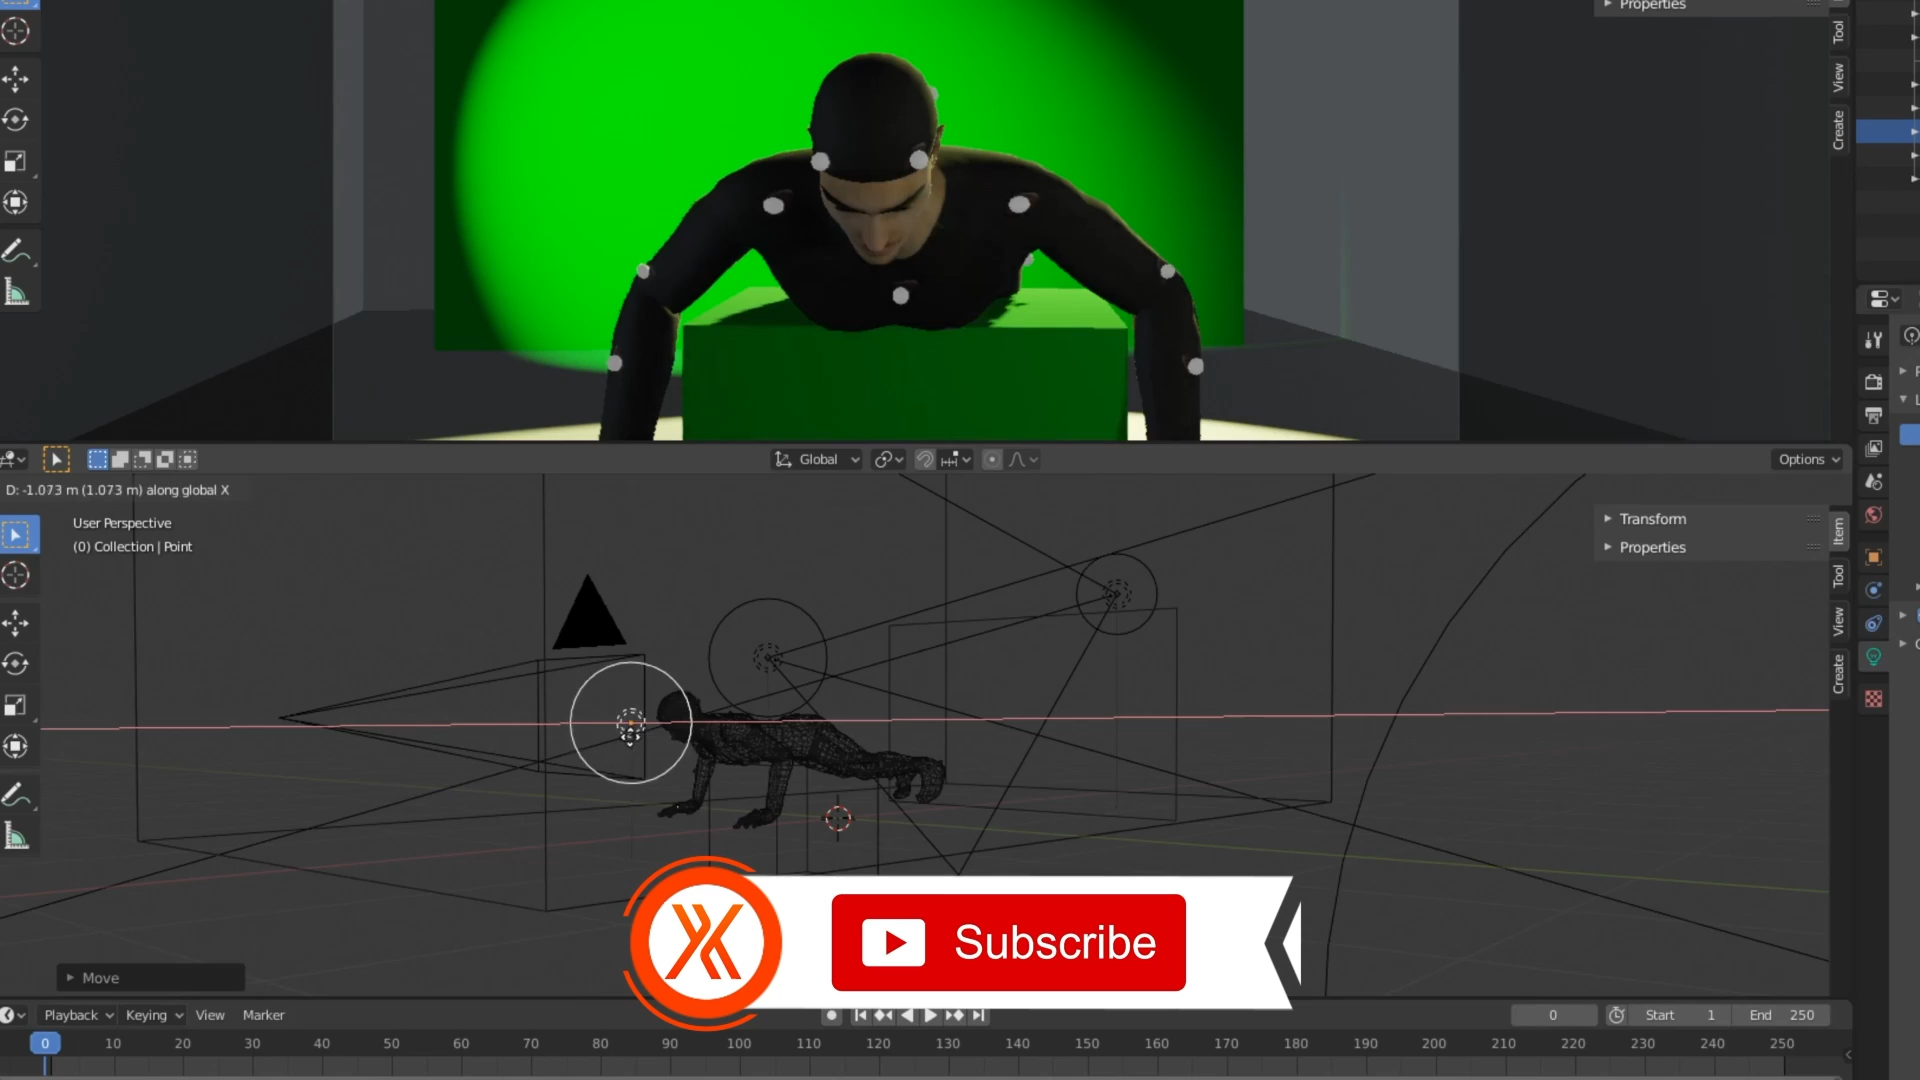 Properties
Tool
View
Create
Global
Options
D: -1.073 m (1.073 m) along global X
User Perspective
(0) Collection | Point
Transform
Properties
Item
Tool
View
Create
Subscribe
Move
Playback
Keying
View
Marker
0
Start 1
End 250
0 10 20 30 40 50 60 70 80 90 100 110 120 130 140 150 160 170 180 190 200 210 220 230 240 250